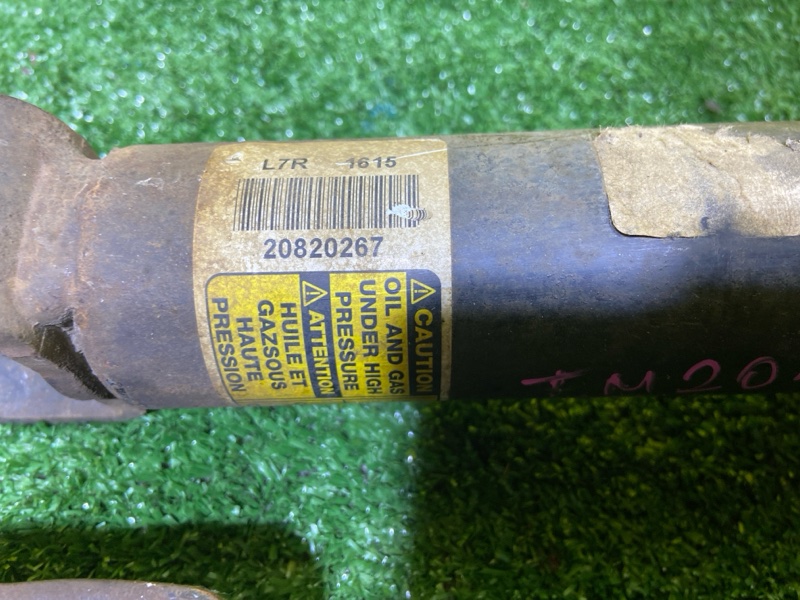 L7R 1615
20820267
CAUTION
OIL AND GAS
UNDER HIGH
PRESSURE
ATTENTION
HUILE ET
GAZSOUS
HAUTE
PRESSION